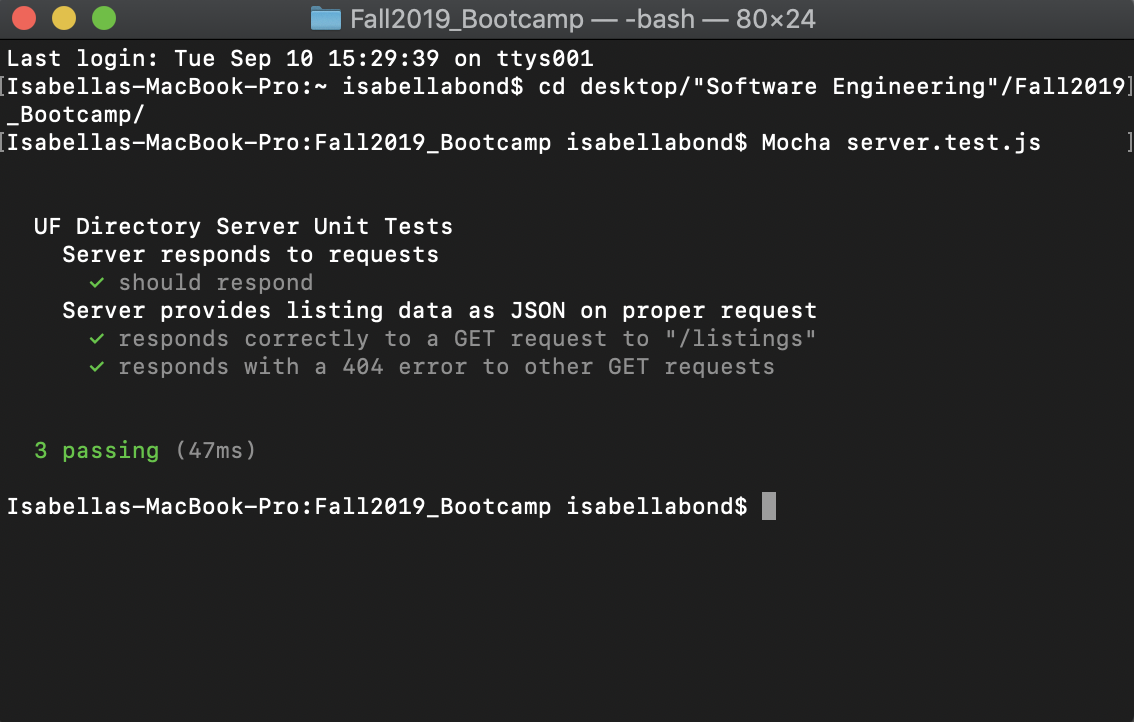 Fall2019_Bootcamp — -bash — 80×24
Last login: Tue Sep 10 15:29:39 on ttys001
[Isabellas-MacBook-Pro:~ isabellabond$ cd desktop/"Software Engineering"/Fall2019]
_Bootcamp/
[Isabellas-MacBook-Pro:Fall2019_Bootcamp isabellabond$ Mocha server.test.js ]
UF Directory Server Unit Tests
Server responds to requests
✓ should respond
Server provides listing data as JSON on proper request
✓ responds correctly to a GET request to "/listings"
✓ responds with a 404 error to other GET requests
3 passing (47ms)
Isabellas-MacBook-Pro:Fall2019_Bootcamp isabellabond$